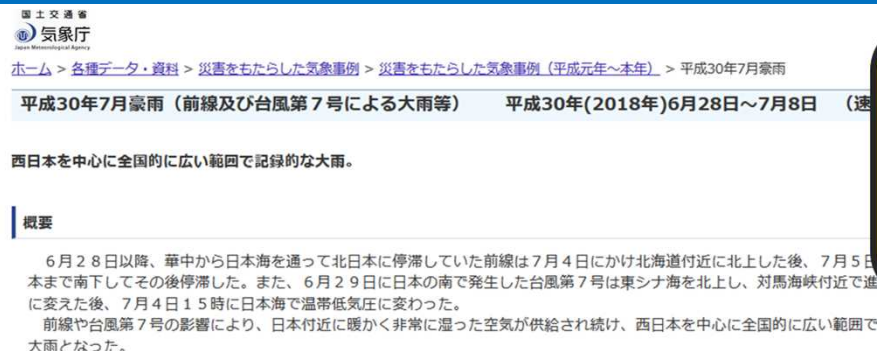 国土交通省
気象庁
Japan Meteorological Agency
ホーム > 各種データ・資料 > 災害をもたらした気象事例 > 災害をもたらした気象事例（平成元年～本年） > 平成30年7月豪雨
平成30年7月豪雨（前線及び台風第７号による大雨等）　　平成30年(2018年)6月28日～7月8日　（速
西日本を中心に全国的に広い範囲で記録的な大雨。
概要
６月２８日以降、華中から日本海を通って北日本に停滞していた前線は７月４日にかけ北海道付近に北上した後、７月５日
本まで南下してその後停滞した。また、６月２９日に日本の南で発生した台風第７号は東シナ海を北上し、対馬海峡付近で進
に変えた後、７月４日１５時に日本海で温帯低気圧に変わった。
前線や台風第７号の影響により、日本付近に暖かく非常に湿った空気が供給され続け、西日本を中心に全国的に広い範囲で
大雨となった。